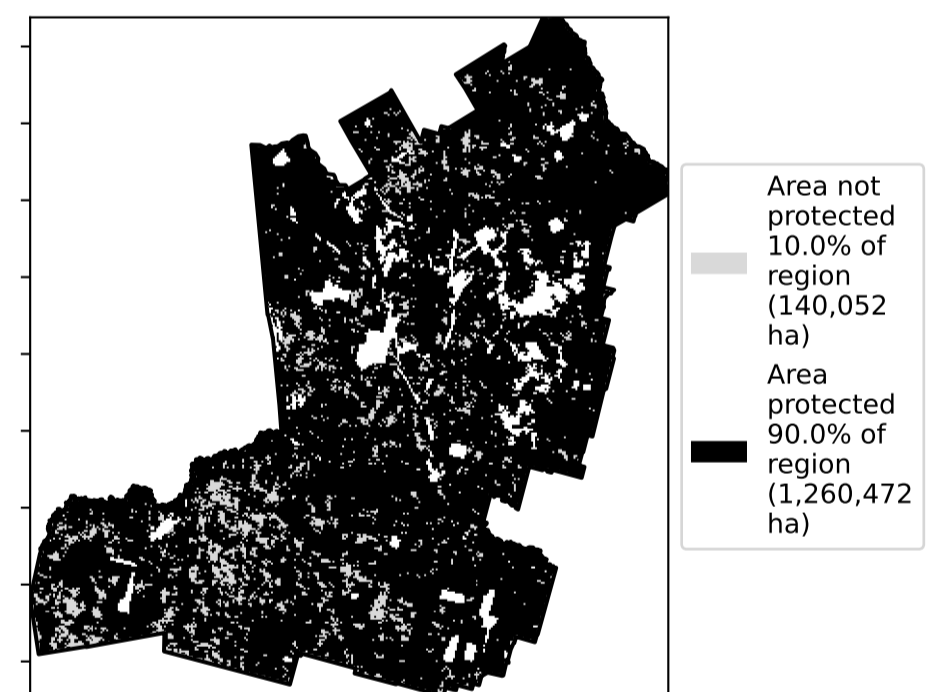 Area not
protected
10.0% of
region
(140,052
ha)
Area
protected
90.0% of
region
(1,260,472
ha)